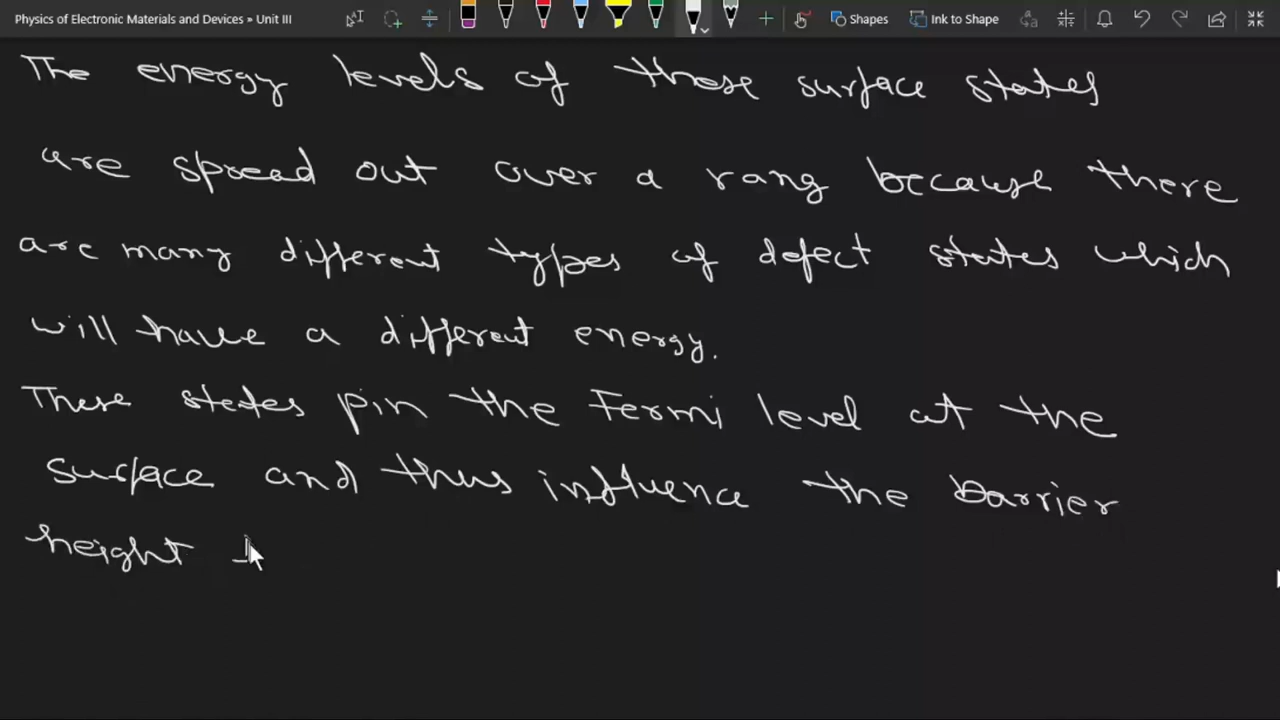 Physics of Electronic Materials and Devices » Unit III
Shapes
Ink to Shape
The energy levels of these surface states
are spread out over a rang because there
are many different types of defect states which
will have a different energy.
These states pin the Fermi level at the
surface and thus influence the barrier
height